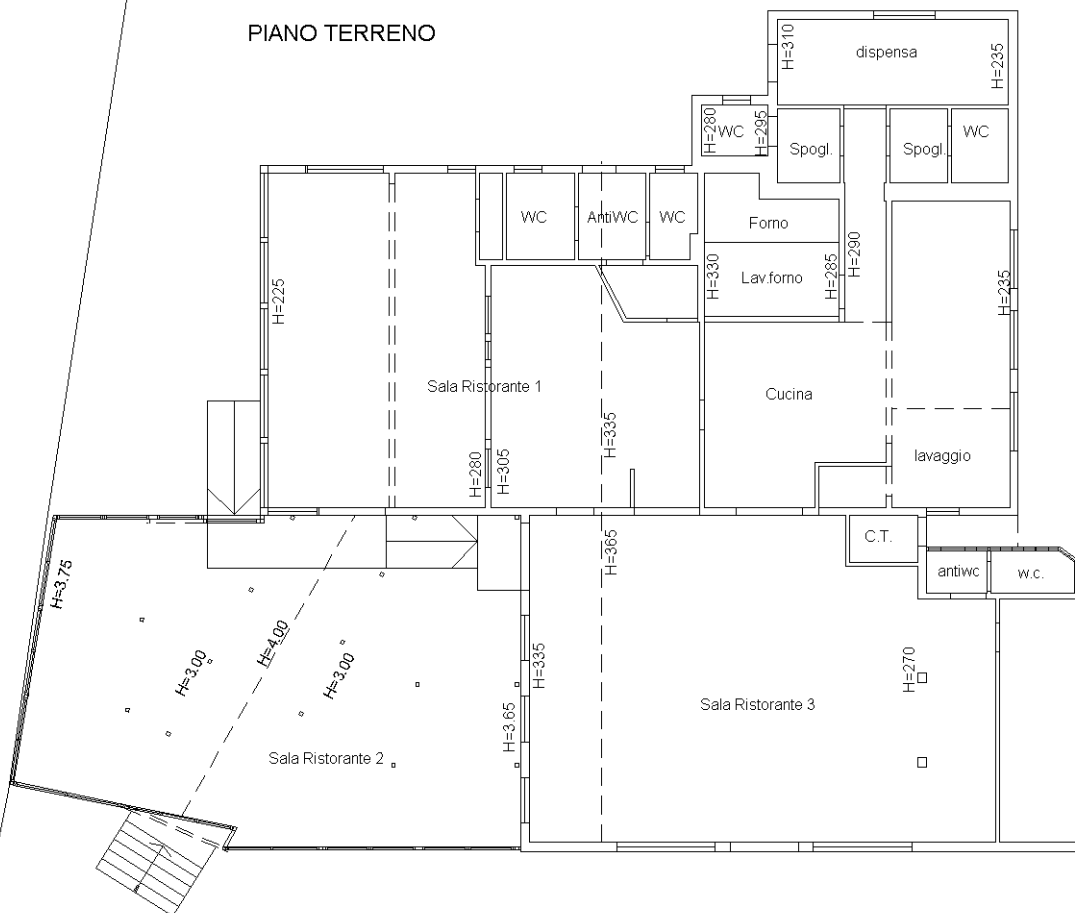 PIANO TERRENO
H=310
dispensa
H=235
H=280
WC
H=295
Spogl.
Spogl.
WC
WC
AntiWC
WC
Forno
H=290
H=225
H=330
Lav.forno
H=285
H=235
Sala Ristorante 1
Cucina
H=335
H=280
H=305
lavaggio
C.T.
H=365
antiwc
w.c.
H=3.75
H=4.00
H=3.00
H=3.00
H=335
H=270
Sala Ristorante 3
H=3.65
Sala Ristorante 2